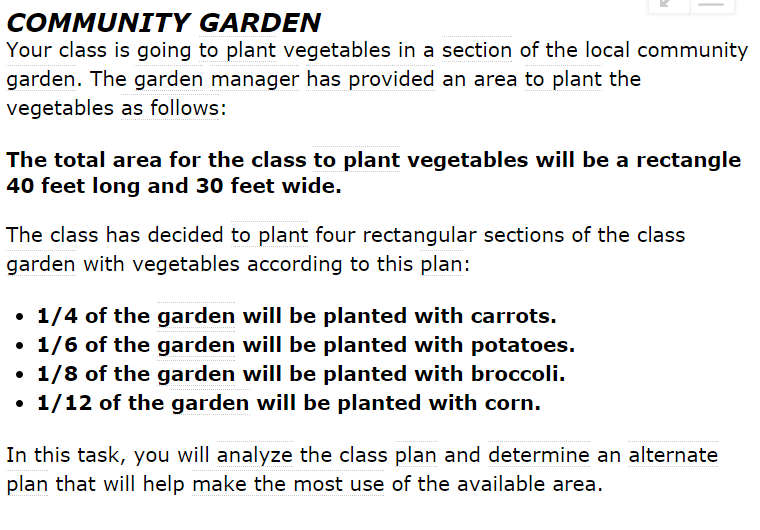 COMMUNITY GARDEN
Your class is going to plant vegetables in a section of the local community
garden. The garden manager has provided an area to plant the
vegetables as follows:
The total area for the class to plant vegetables will be a rectangle
40 feet long and 30 feet wide.
The class has decided to plant four rectangular sections of the class
garden with vegetables according to this plan:
• 1/4 of the garden will be planted with carrots.
• 1/6 of the garden will be planted with potatoes.
• 1/8 of the garden will be planted with broccoli.
• 1/12 of the garden will be planted with corn.
In this task, you will analyze the class plan and determine an alternate
plan that will help make the most use of the available area.